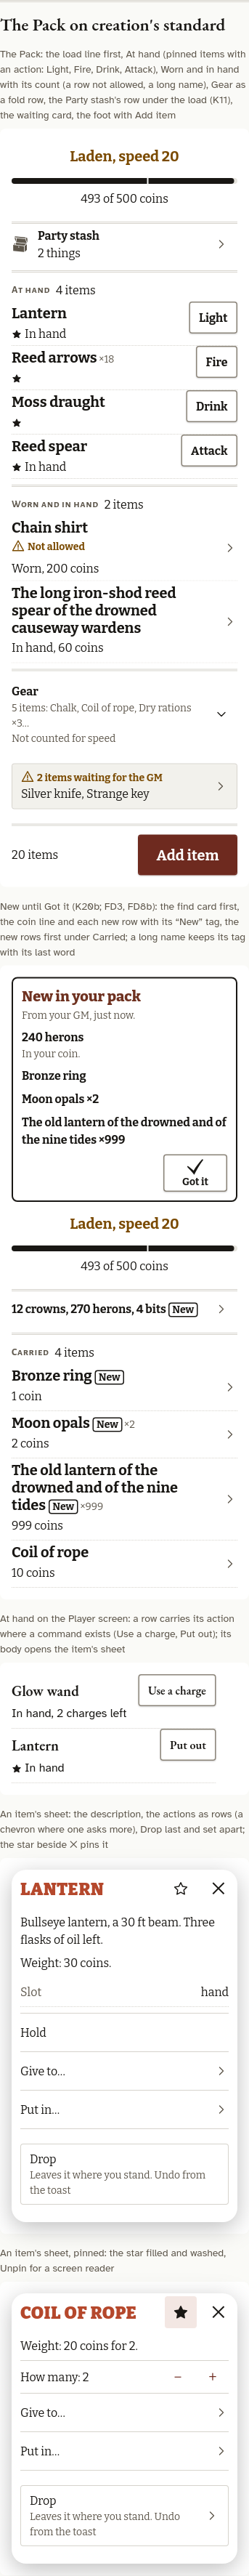 The Pack on creation's standard
The Pack: the load line first, At hand (pinned items with
an action: Light, Fire, Drink, Attack), Worn and in hand
with its count (a row not allowed, a long name), Gear as
a fold row, the Party stash's row under the load (K11),
the waiting card, the foot with Add item
Laden, speed 20
493 of 500 coins
Party stash
2 things
At hand 4 items
Lantern
★ In hand
Light
Reed arrows ×18
★
Fire
Moss draught
★
Drink
Reed spear
★ In hand
Attack
Worn and in hand 2 items
Chain shirt
Not allowed
Worn, 200 coins
The long iron-shod reed
spear of the drowned
causeway wardens
In hand, 60 coins
Gear
5 items: Chalk, Coil of rope, Dry rations
×3…
Not counted for speed
2 items waiting for the GM
Silver knife, Strange key
20 items
Add item
New until Got it (K20b; FD3, FD8b): the find card first,
the coin line and each new row with its “New” tag, the
new rows first under Carried; a long name keeps its tag
with its last word
New in your pack
From your GM, just now.
240 herons
In your coin.
Bronze ring
Moon opals ×2
The old lantern of the drowned and of
the nine tides ×999
Got it
Laden, speed 20
493 of 500 coins
12 crowns, 270 herons, 4 bits New
Carried 4 items
Bronze ring New
1 coin
Moon opals New ×2
2 coins
The old lantern of the
drowned and of the nine
tides New ×999
999 coins
Coil of rope
10 coins
At hand on the Player screen: a row carries its action
where a command exists (Use a charge, Put out); its
body opens the item's sheet
Glow wand
In hand, 2 charges left
Use a charge
Lantern
★ In hand
Put out
An item's sheet: the description, the actions as rows (a
chevron where one asks more), Drop last and set apart;
the star beside ✕ pins it
LANTERN
Bullseye lantern, a 30 ft beam. Three
flasks of oil left.
Weight: 30 coins.
Slot hand
Hold
Give to…
Put in…
Drop
Leaves it where you stand. Undo from
the toast
An item's sheet, pinned: the star filled and washed,
Unpin for a screen reader
COIL OF ROPE
Weight: 20 coins for 2.
How many: 2 − +
Give to…
Put in…
Drop
Leaves it where you stand. Undo
from the toast